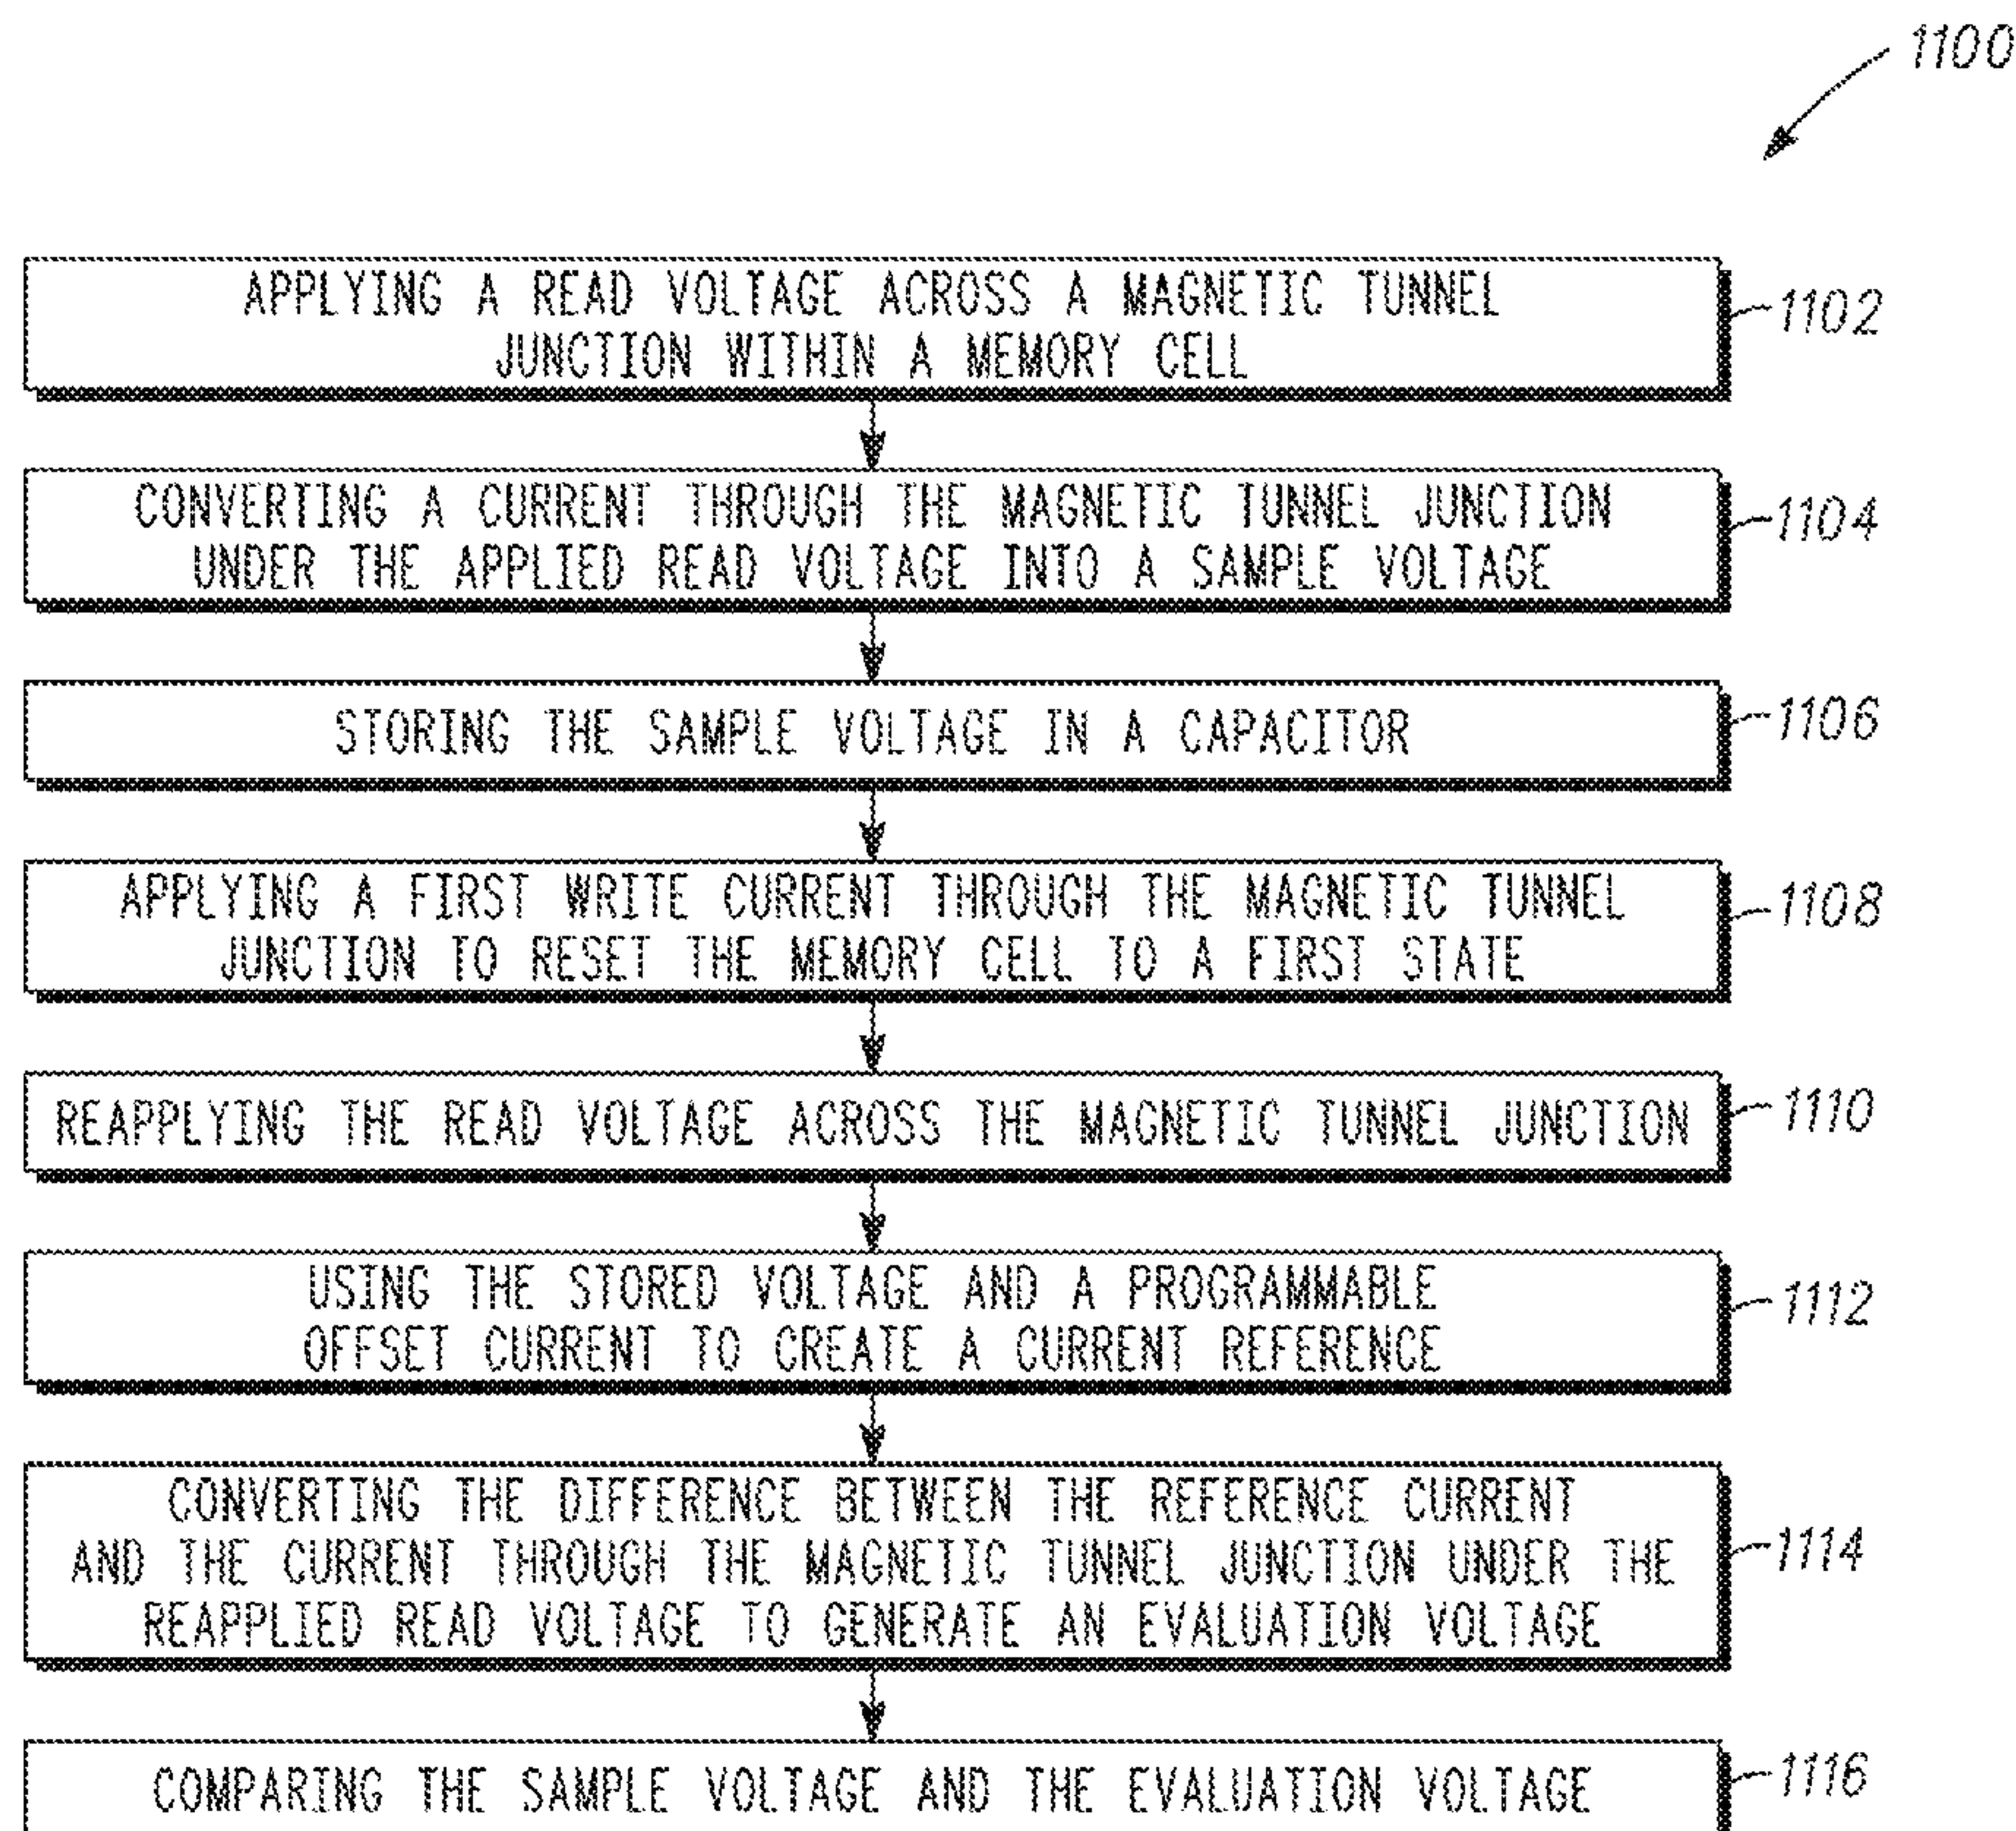 1100
APPLYING A READ VOLTAGE ACROSS A MAGNETIC TUNNEL
JUNCTION WITHIN A MEMORY CELL
1102
CONVERTING A CURRENT THROUGH THE MAGNETIC TUNNEL JUNCTION
UNDER THE APPLIED READ VOLTAGE INTO A SAMPLE VOLTAGE
1104
STORING THE SAMPLE VOLTAGE IN A CAPACITOR
1106
APPLYING A FIRST WRITE CURRENT THROUGH THE MAGNETIC TUNNEL
JUNCTION TO RESET THE MEMORY CELL TO A FIRST STATE
1108
REAPPLYING THE READ VOLTAGE ACROSS THE MAGNETIC TUNNEL JUNCTION
1110
USING THE STORED VOLTAGE AND A PROGRAMMABLE
OFFSET CURRENT TO CREATE A CURRENT REFERENCE
1112
CONVERTING THE DIFFERENCE BETWEEN THE REFERENCE CURRENT
AND THE CURRENT THROUGH THE MAGNETIC TUNNEL JUNCTION UNDER THE
REAPPLIED READ VOLTAGE TO GENERATE AN EVALUATION VOLTAGE
1114
COMPARING THE SAMPLE VOLTAGE AND THE EVALUATION VOLTAGE
1116